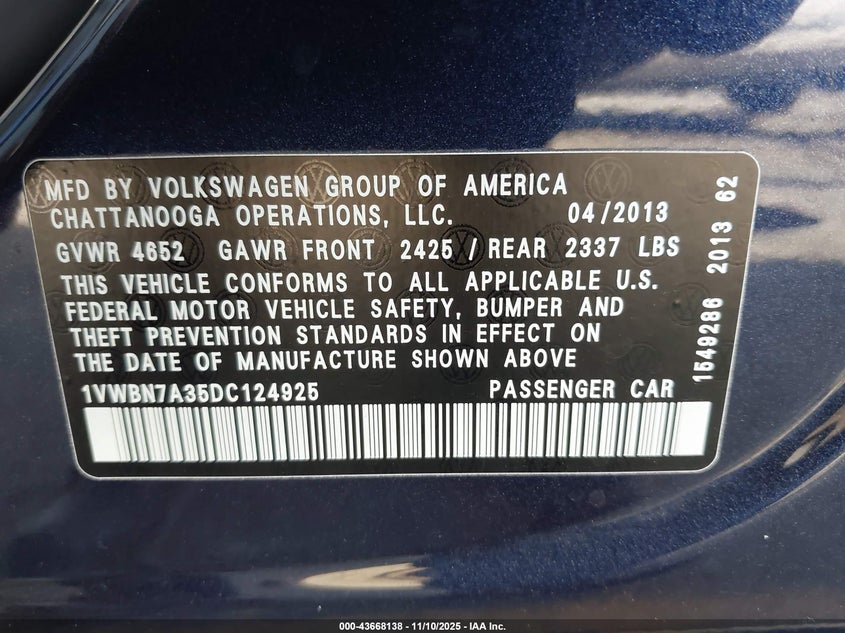 MFD BY VOLKSWAGEN GROUP OF AMERICA
CHATTANOOGA OPERATIONS, LLC. 04/2013
GVWR 4652 GAWR FRONT 2425 / REAR 2337 LBS
THIS VEHICLE CONFORMS TO ALL APPLICABLE U.S.
FEDERAL MOTOR VEHICLE SAFETY, BUMPER AND
THEFT PREVENTION STANDARDS IN EFFECT ON
THE DATE OF MANUFACTURE SHOWN ABOVE
1VWBN7A35DC124925 PASSENGER CAR
1549286 2013 62
000-43668138 - 11/10/2025 - IAA Inc.